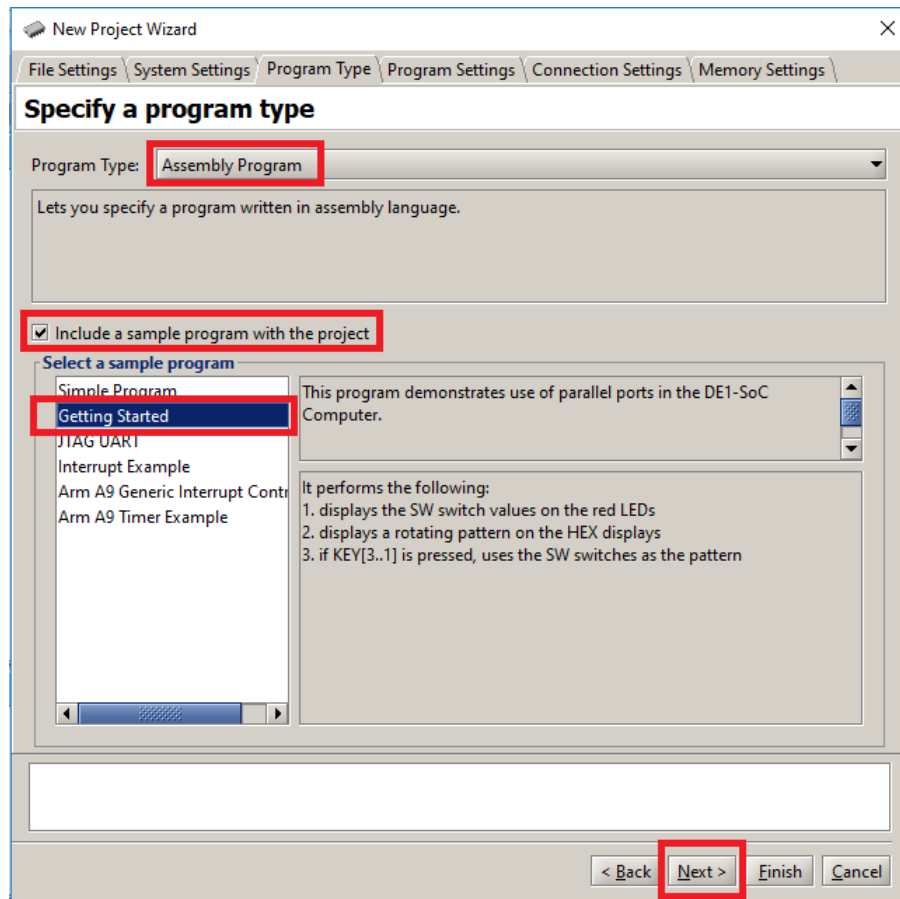 New Project Wizard
File Settings System Settings Program Type Program Settings Connection Settings Memory Settings
Specify a program type
Program Type: Assembly Program
Lets you specify a program written in assembly language.
Include a sample program with the project
Select a sample program
Simple Program
Getting Started
JTAG UART
Interrupt Example
Arm A9 Generic Interrupt Contr
Arm A9 Timer Example
This program demonstrates use of parallel ports in the DE1-SoC
Computer.
It performs the following:
1. displays the SW switch values on the red LEDs
2. displays a rotating pattern on the HEX displays
3. if KEY[3..1] is pressed, uses the SW switches as the pattern
< Back Next > Finish Cancel